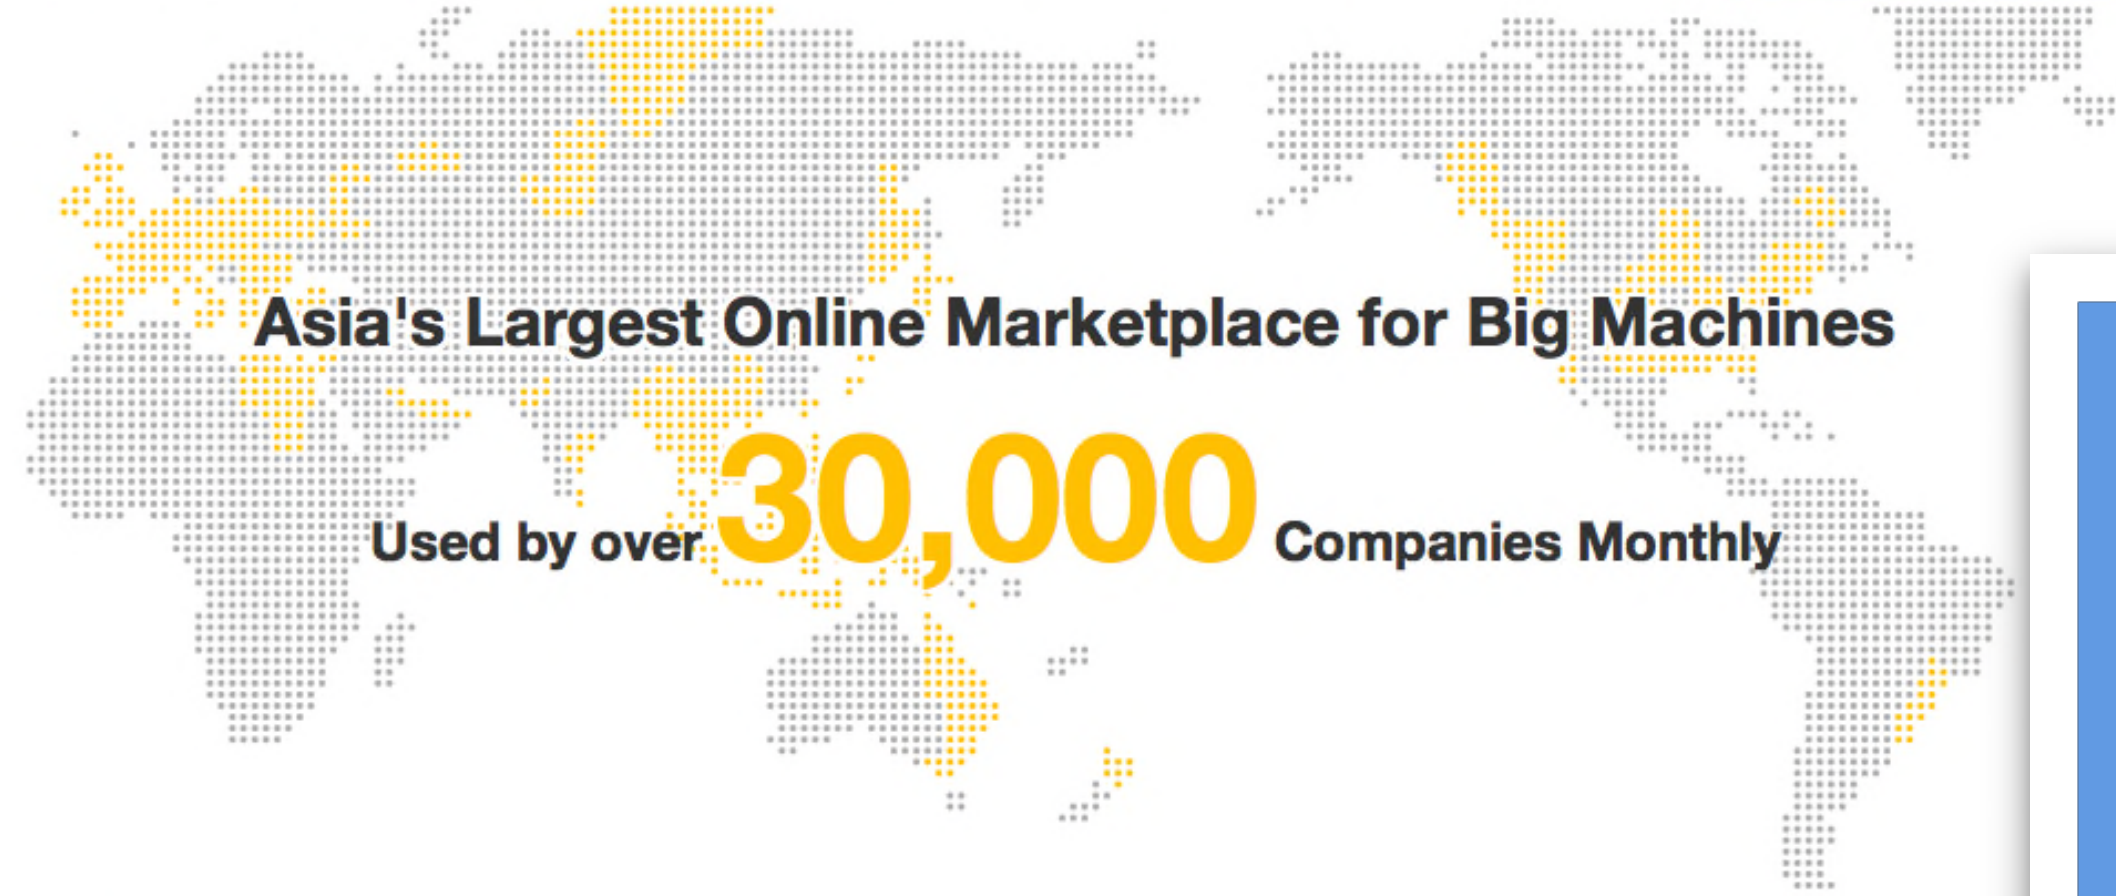 Asia's Largest Online Marketplace for Big Machines
Used by over 30,000 Companies Monthly